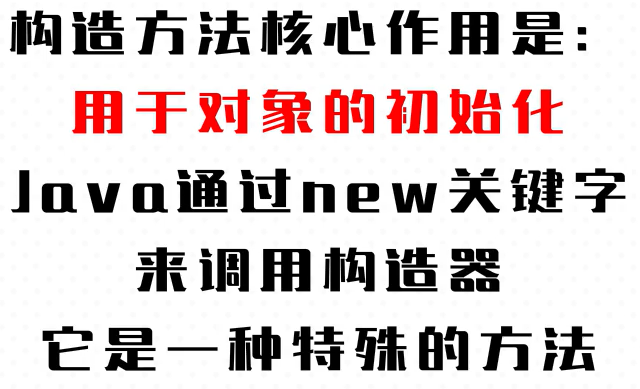 构造方法核心作用是:
用于对象的初始化
Java通过new关键字
来调用构造器
它是一种特殊的方法